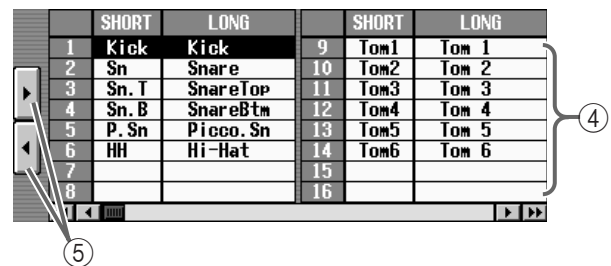 SHORT LONG SHORT LONG
1 Kick Kick 9 Tom1 Tom 1
2 Sn Snare 10 Tom2 Tom 2
3 Sn.T SnareTop 11 Tom3 Tom 3
4 Sn.B SnareBtm 12 Tom4 Tom 4
5 P.Sn Picco.Sn 13 Tom5 Tom 5
6 HH Hi-Hat 14 Tom6 Tom 6
7 15
8 16
④
⑤